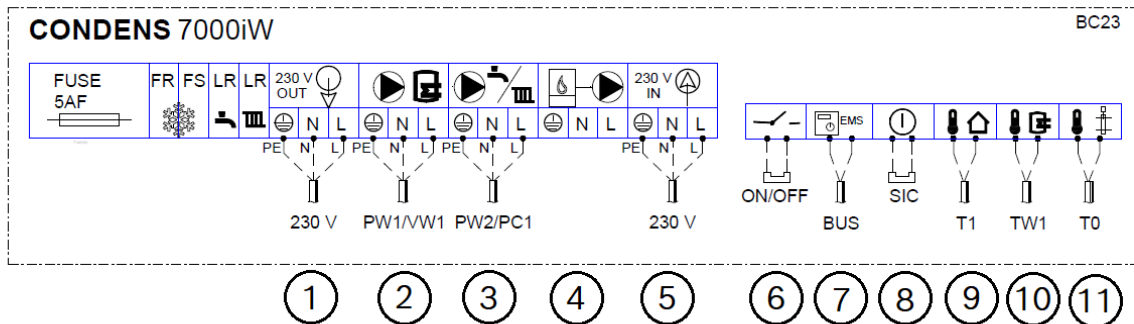 CONDENS 7000iW
BC23
FUSE
5AF
FR FS LR LR
230 V
OUT
230 V
IN
EMS
N L N L N L N L N L
PE N L PE N L PE N L PE N L
ON/OFF
SIC
230 V PW1/VW1 PW2/PC1 230 V
BUS
T1 TW1 T0
1 2 3 4 5 6 7 8 9 10 11